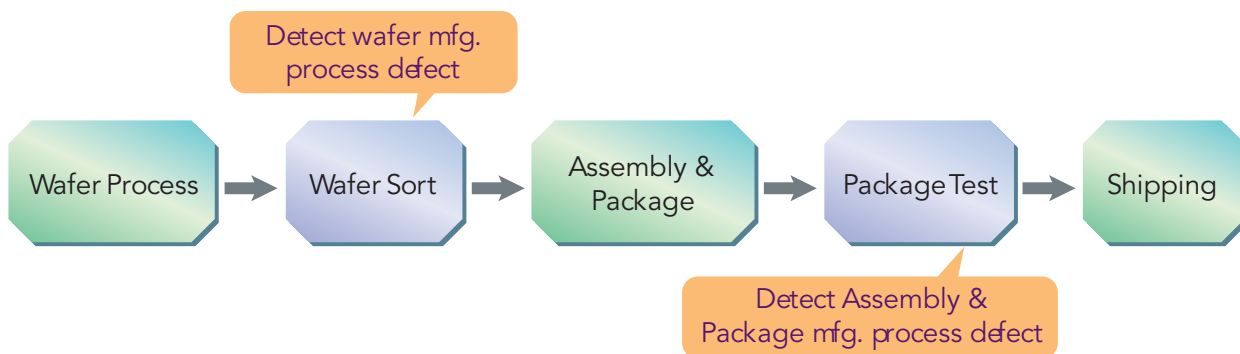 Detect wafer mfg.
process defect
Wafer Process
Wafer Sort
Assembly &
Package
Package Test
Shipping
Detect Assembly &
Package mfg. process defect